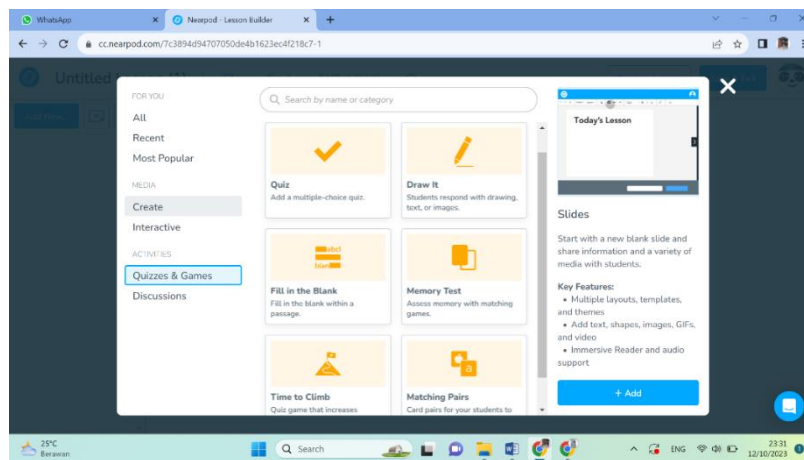 WhatsApp
Nearpod - Lesson Builder
cc.nearpod.com/7c3894d94707050de4b1623ec4f218c7-1
Untitled
FOR YOU
All
Recent
Most Popular
MEDIA
Create
Interactive
ACTIVITIES
Quizzes & Games
Discussions
Search by name or category
Quiz
Add a multiple-choice quiz.
Draw It
Students respond with drawing,
text, or images.
Fill in the Blank
Fill in the blank within a
passage.
Memory Test
Assess memory with matching
games.
Time to Climb
Quiz game that increases
a
Matching Pairs
Card pairs for your students to
Today's Lesson
Slides
Start with a new blank slide and
share information and a variety of
media with students.
Key Features:
• Multiple layouts, templates,
and themes
• Add text, shapes, images, GIFs,
and video
• Immersive Reader and audio
support
+ Add
25°C
Berawan
Search
ENG
23:31
12/10/2023